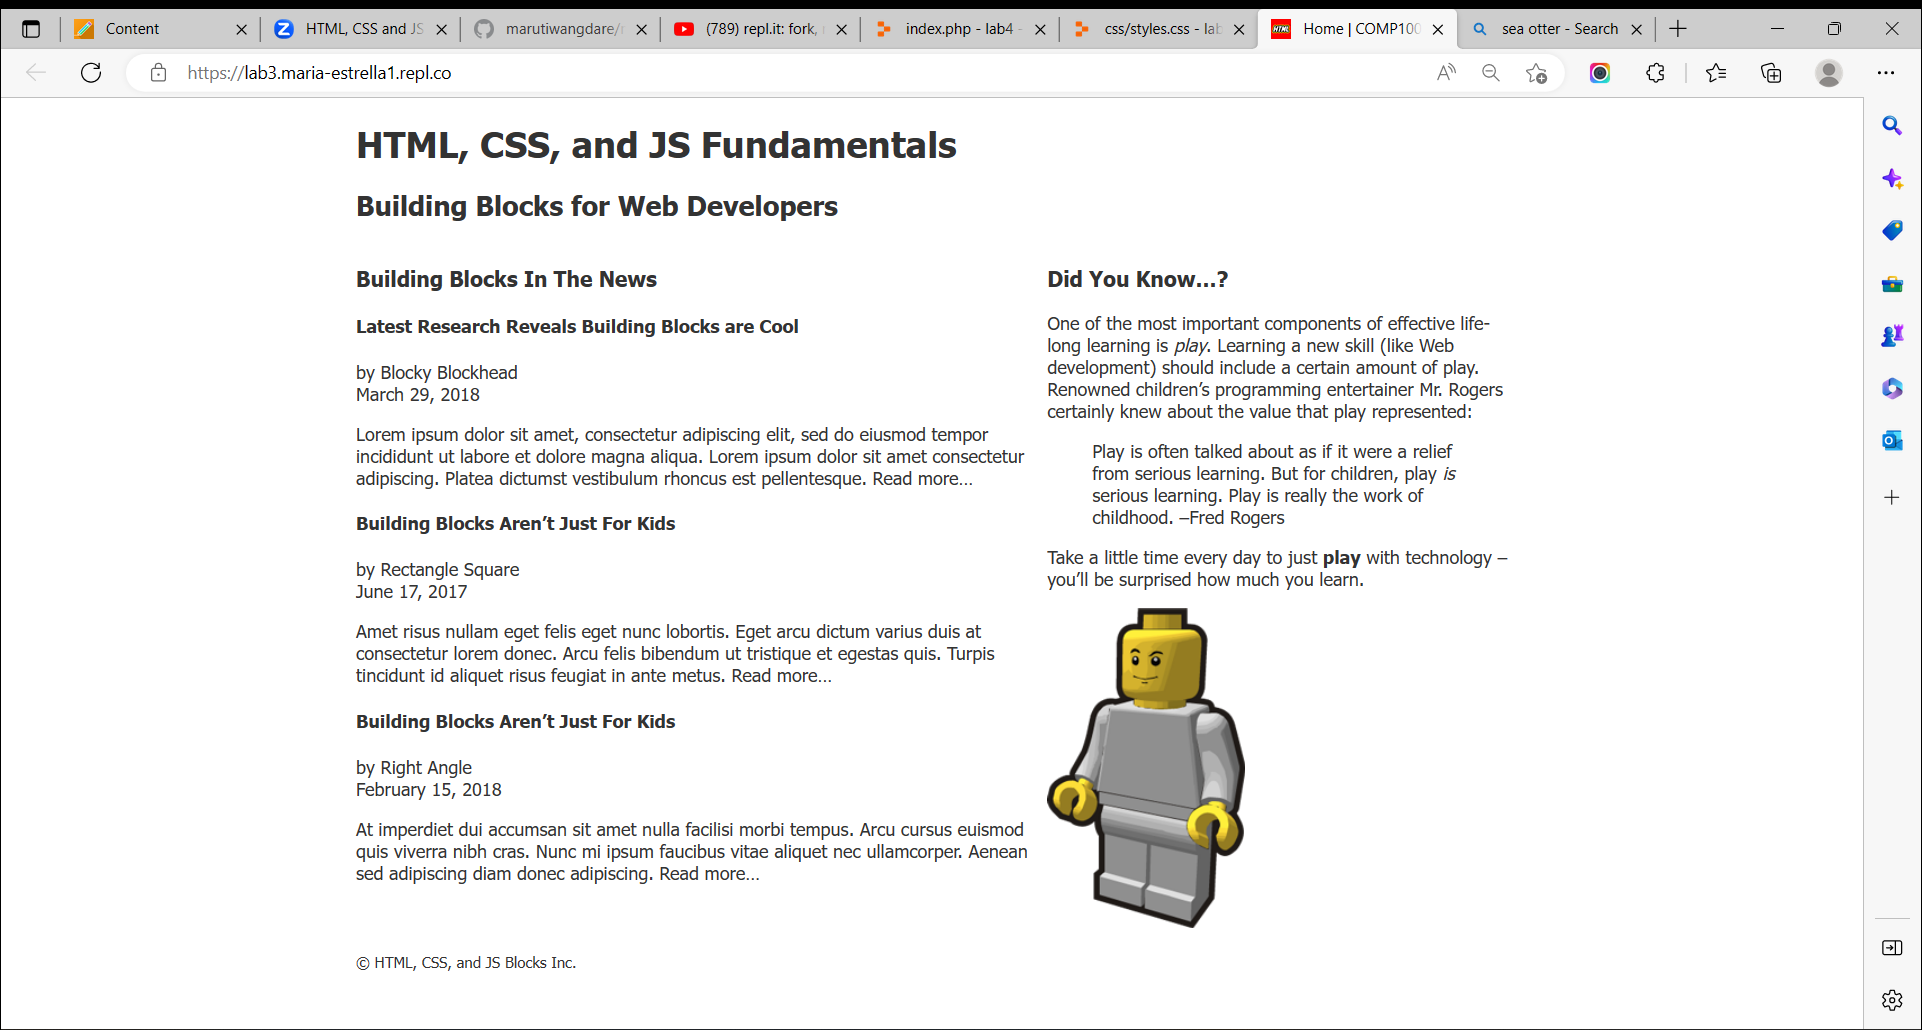 Content
HTML, CSS and JS
marutiwangdare/
(789) repl.it: fork,
index.php - lab4 -
css/styles.css - lab
HTML
Home | COMP100
sea otter - Search
https://lab3.maria-estrella1.repl.co
HTML, CSS, and JS Fundamentals
Building Blocks for Web Developers
Building Blocks In The News
Latest Research Reveals Building Blocks are Cool
by Blocky Blockhead
March 29, 2018
Lorem ipsum dolor sit amet, consectetur adipiscing elit, sed do eiusmod tempor
incididunt ut labore et dolore magna aliqua. Lorem ipsum dolor sit amet consectetur
adipiscing. Platea dictumst vestibulum rhoncus est pellentesque. Read more…
Building Blocks Aren’t Just For Kids
by Rectangle Square
June 17, 2017
Amet risus nullam eget felis eget nunc lobortis. Eget arcu dictum varius duis at
consectetur lorem donec. Arcu felis bibendum ut tristique et egestas quis. Turpis
tincidunt id aliquet risus feugiat in ante metus. Read more…
Building Blocks Aren’t Just For Kids
by Right Angle
February 15, 2018
At imperdiet dui accumsan sit amet nulla facilisi morbi tempus. Arcu cursus euismod
quis viverra nibh cras. Nunc mi ipsum faucibus vitae aliquet nec ullamcorper. Aenean
sed adipiscing diam donec adipiscing. Read more…
Did You Know…?
One of the most important components of effective life-
long learning is play. Learning a new skill (like Web
development) should include a certain amount of play.
Renowned children’s programming entertainer Mr. Rogers
certainly knew about the value that play represented:
Play is often talked about as if it were a relief
from serious learning. But for children, play is
serious learning. Play is really the work of
childhood. –Fred Rogers
Take a little time every day to just play with technology –
you’ll be surprised how much you learn.
© HTML, CSS, and JS Blocks Inc.